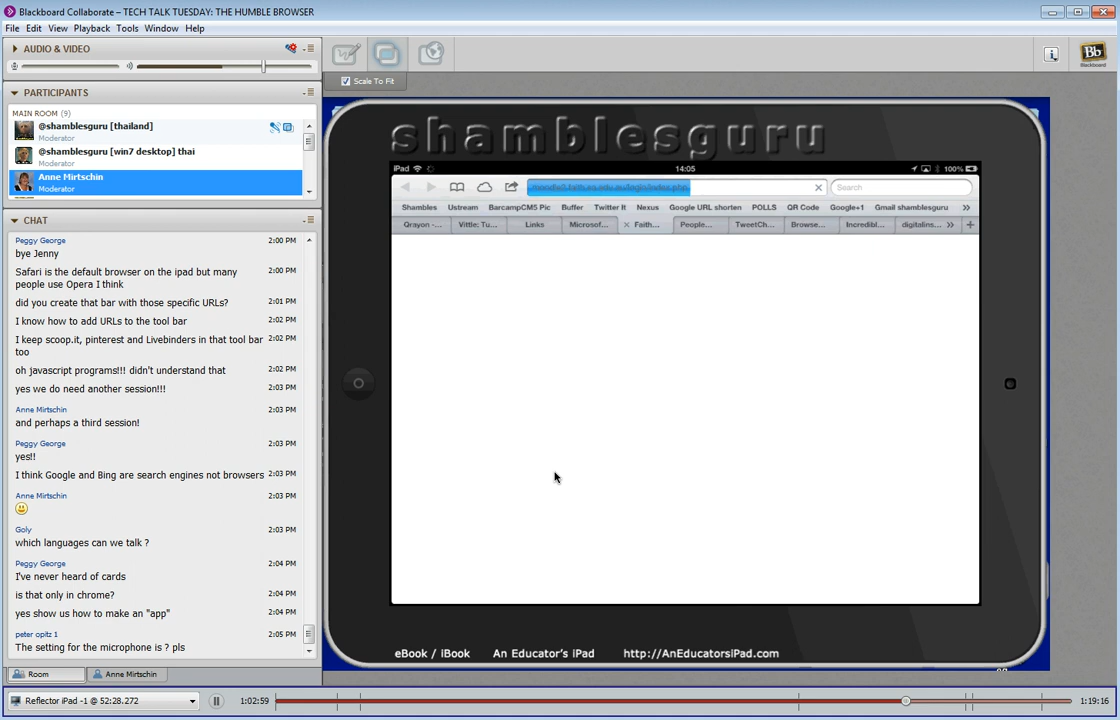 Blackboard Collaborate – TECH TALK TUESDAY: THE HUMBLE BROWSER
File Edit View Playback Tools Window Help
AUDIO & VIDEO
PARTICIPANTS
MAIN ROOM (9)
@shamblesguru [thailand]
Moderator
@shamblesguru [win7 desktop] thai
Moderator
Anne Mirtschin
Moderator
CHAT
Peggy George 2:00 PM
bye Jenny
Safari is the default browser on the ipad but many 2:00 PM
people use Opera I think
did you create that bar with those specific URLs? 2:01 PM
I know how to add URLs to the tool bar 2:02 PM
I keep scoop.it, pinterest and Livebinders in that tool bar 2:02 PM
too
oh javascript programs!!! didn't understand that 2:02 PM
yes we do need another session!!! 2:03 PM
Anne Mirtschin 2:03 PM
and perhaps a third session!
Peggy George 2:03 PM
yes!!
I think Google and Bing are search engines not browsers 2:03 PM
Anne Mirtschin 2:03 PM
Goly 2:03 PM
which languages can we talk ?
Peggy George 2:04 PM
I've never heard of cards
is that only in chrome? 2:04 PM
yes show us how to make an "app" 2:04 PM
peter opitz 1 2:05 PM
The setting for the microphone is ? pls
Room Anne Mirtschin
Reflector iPad -1 @ 52:28.272 1:02:59 1:19:16
Scale To Fit
Bb
Blackboard
shamblesguru
iPad 14:05 100%
Search
Shambles Ustream BarcampCM5 Pic Buffer Twitter It Nexus Google URL shorten POLLS QR Code Google+1 Gmail shamblesguru »
Qrayon -... Vittle: Tu... Links Microsof... Faith... People... TweetCh... Browse... Incredibl... digitalins... »
eBook / iBook An Educator's iPad http://AnEducatorsiPad.com